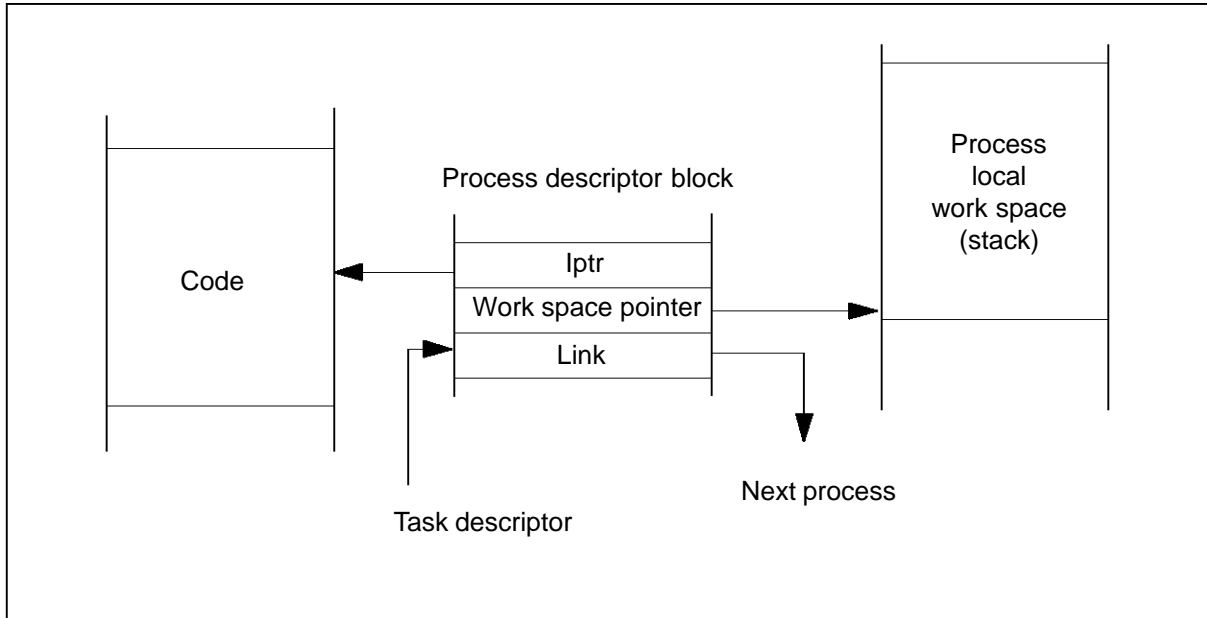 Process descriptor block
Code
Iptr
Work space pointer
Link
Process
local
work space
(stack)
Task descriptor
Next process